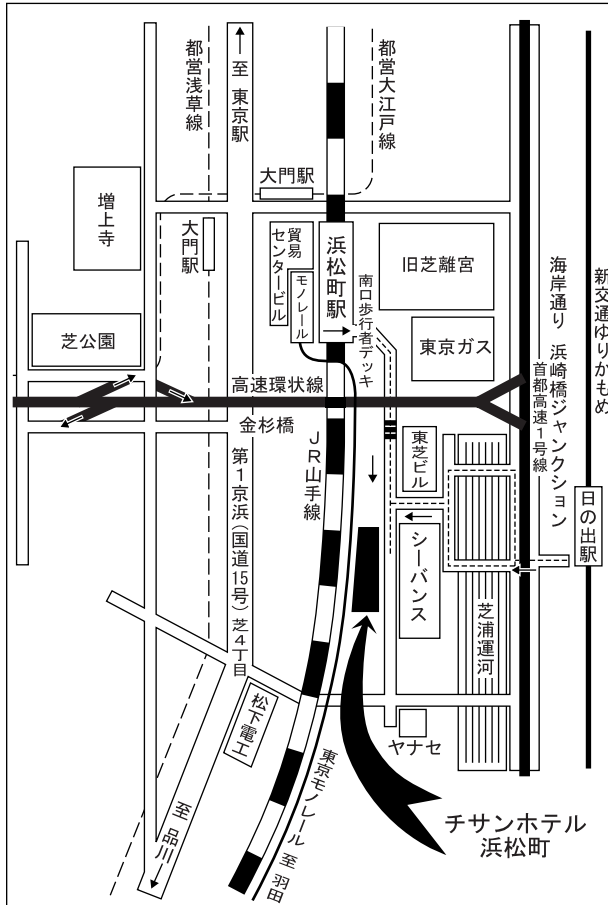 都営浅草線
至 東京駅
都営大江戸線
大門駅
増上寺
大門駅
貿易
センタービル
モノレール
浜松町駅
南口歩行者デッキ
旧芝離宮
東京ガス
芝公園
高速環状線
金杉橋
海岸通り
浜崎橋ジャンクション
首都高速1号線
新交通ゆりかもめ
日の出駅
JR山手線
第1京浜(国道15号)
芝4丁目
東芝ビル
シーバンス
芝浦運河
松下電工
ヤナセ
東京モノレール
至 羽田
至 品川
チサンホテル
浜松町